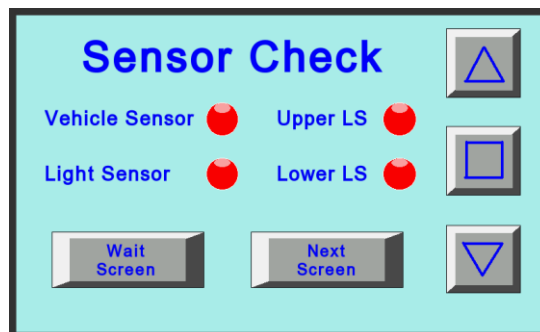 Sensor Check
Vehicle Sensor
Upper LS
Light Sensor
Lower LS
Wait
Screen
Next
Screen